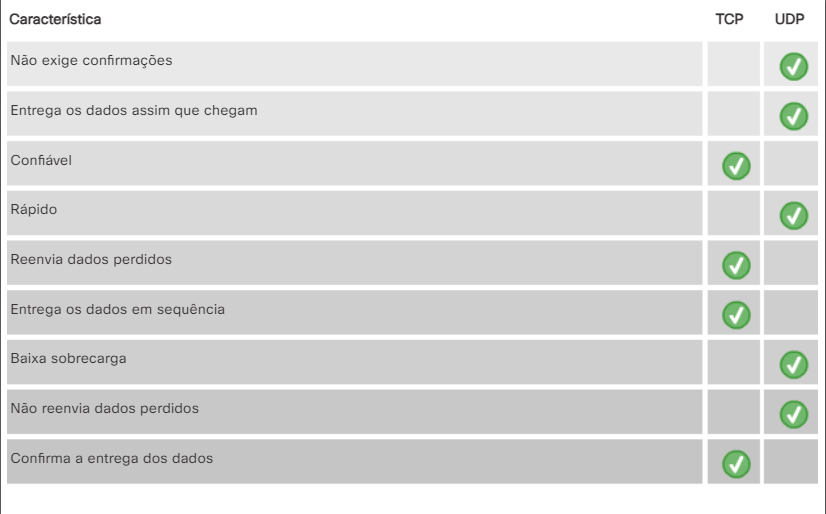 Característica TCP UDP
Não exige confirmações
Entrega os dados assim que chegam
Confiável
Rápido
Reenvia dados perdidos
Entrega os dados em sequência
Baixa sobrecarga
Não reenvia dados perdidos
Confirma a entrega dos dados